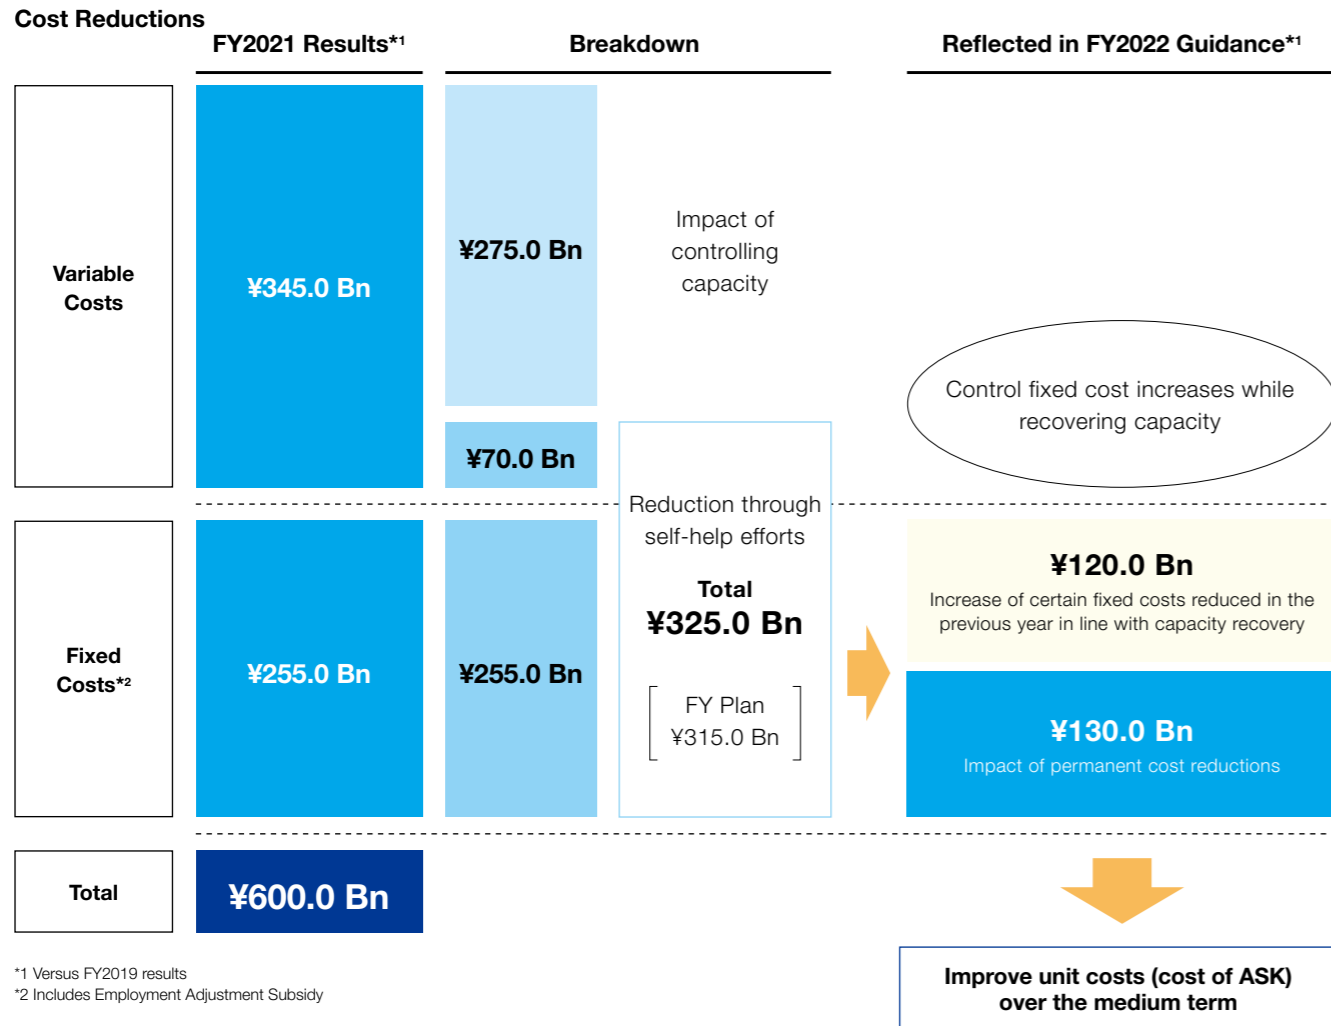 Cost Reductions
FY2021 Results*1
Breakdown
Reflected in FY2022 Guidance*1
Variable
Costs
¥345.0 Bn
¥275.0 Bn
Impact of
controlling
capacity
¥70.0 Bn
Control fixed cost increases while
recovering capacity
Fixed
Costs*2
¥255.0 Bn
¥255.0 Bn
Reduction through
self-help efforts
Total
¥325.0 Bn
FY Plan
¥315.0 Bn
¥120.0 Bn
Increase of certain fixed costs reduced in the
previous year in line with capacity recovery
¥130.0 Bn
Impact of permanent cost reductions
Total
¥600.0 Bn
*1 Versus FY2019 results
*2 Includes Employment Adjustment Subsidy
Improve unit costs (cost of ASK)
over the medium term